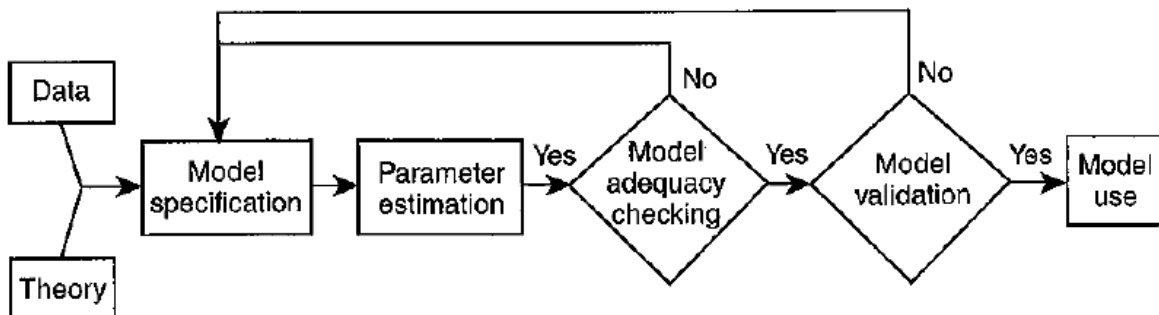 No
No
Data
Yes
Model
adequacy
checking
Yes
Model
validation
Yes
Model
use
Model
specification
Parameter
estimation
Theory